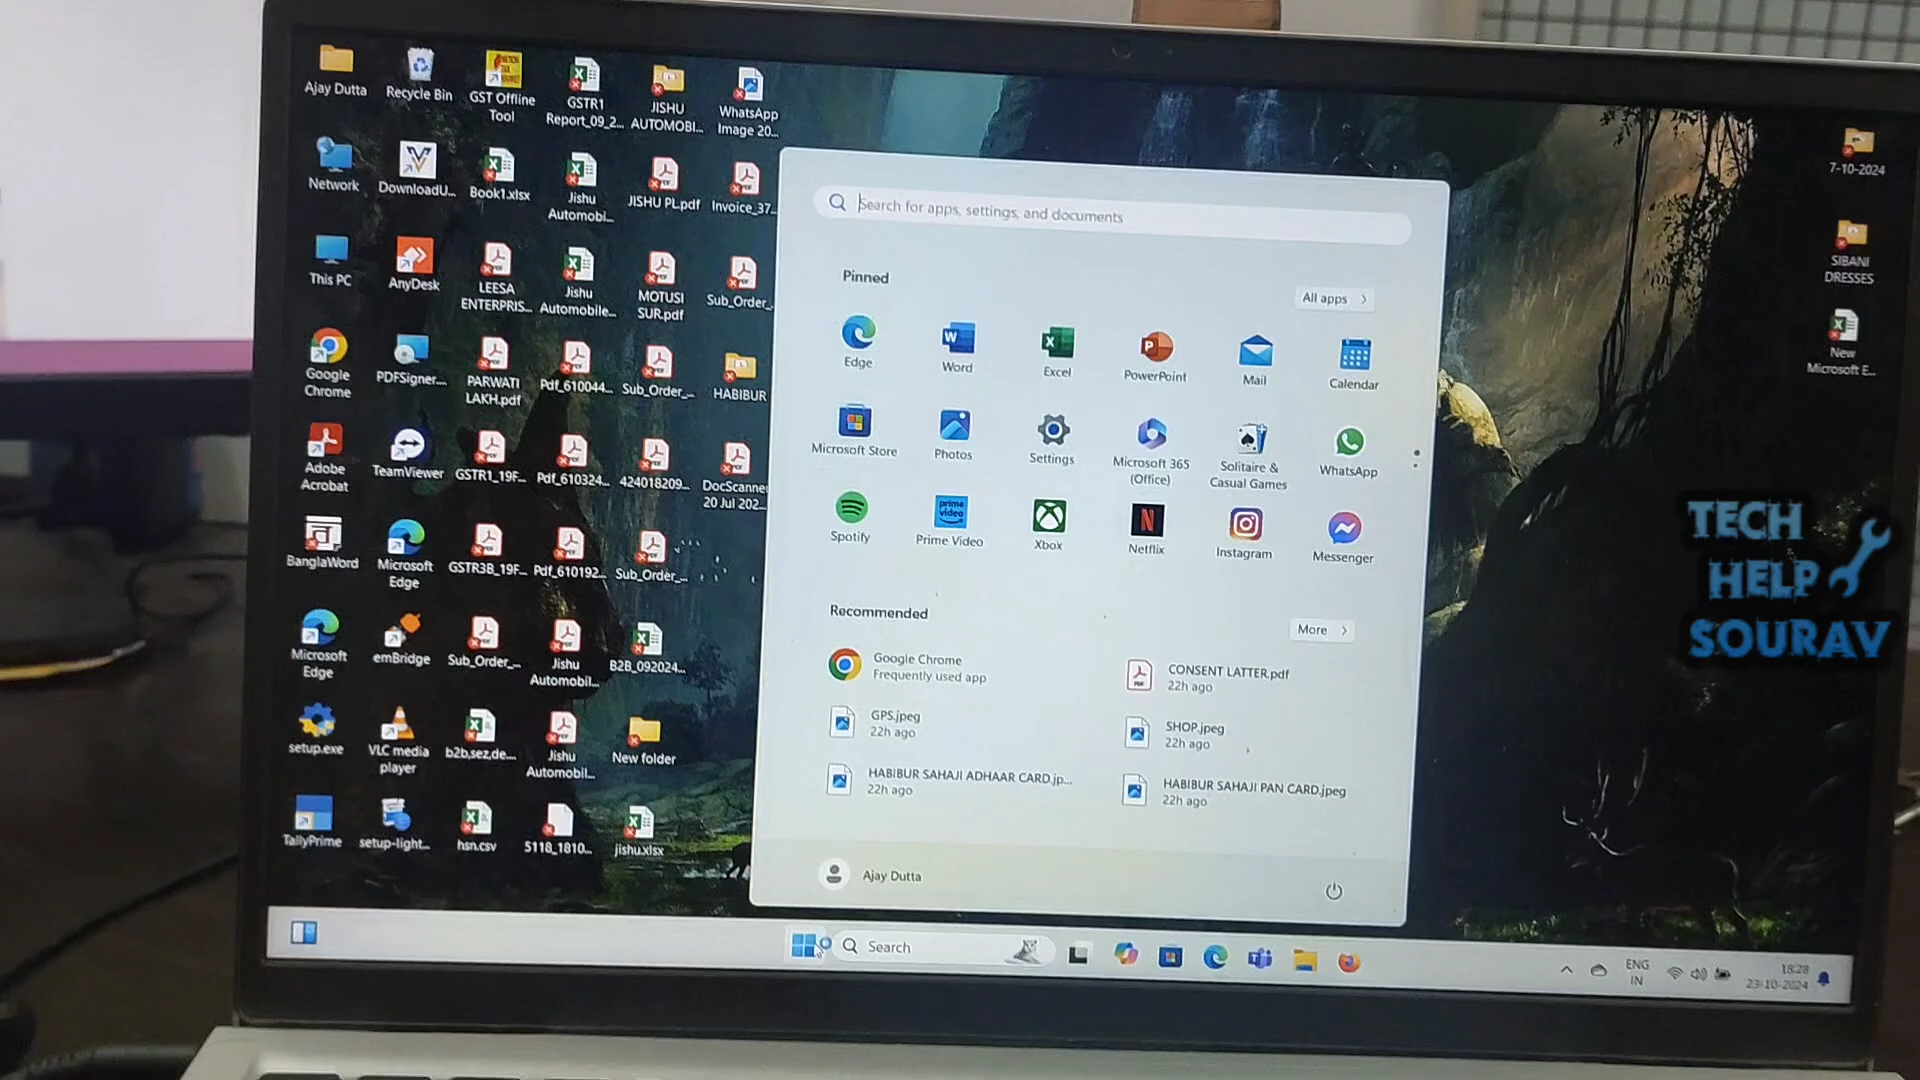 Ajay Dutta
Recycle Bin
GST Offline
Tool
GSTR1
Report_09_2...
JISHU
AUTOMOBI...
WhatsApp
Image 20...
Network
DownloadU...
Book1.xlsx
Jishu
Automobi...
JISHU PL.pdf
Invoice_37...
This PC
AnyDesk
LEESA
ENTERPRIS...
Jishu
Automobile...
MOTUSI
SUR.pdf
Sub_Order_...
Google
Chrome
PDFSigner...
PARWATI
LAKH.pdf
Pdf_610044...
Sub_Order_...
HABIBUR
Adobe
Acrobat
TeamViewer
GSTR1_19F...
Pdf_610324...
424018209...
DocScanner
20 Jul 202...
BanglaWord
Microsoft
Edge
GSTR3B_19F...
Pdf_610192...
Sub_Order_...
Microsoft
Edge
emBridge
Sub_Order_...
Jishu
Automobil...
B2B_092024...
setup.exe
VLC media
player
b2b,sez,de...
Jishu
Automobil...
New folder
TallyPrime
setup-light...
hsn.csv
5118_1810...
jishu.xlsx
Search for apps, settings, and documents
Pinned
All apps
Edge
Word
Excel
PowerPoint
Mail
Calendar
Microsoft Store
Photos
Settings
Microsoft 365
(Office)
Solitaire &
Casual Games
WhatsApp
Spotify
prime
video
Prime Video
Xbox
Netflix
Instagram
Messenger
Recommended
More
Google Chrome
Frequently used app
CONSENT LATTER.pdf
22h ago
GPS.jpeg
22h ago
SHOP.jpeg
22h ago
HABIBUR SAHAJI ADHAAR CARD.jp...
22h ago
HABIBUR SAHAJI PAN CARD.jpeg
22h ago
Ajay Dutta
7-10-2024
SIBANI
DRESSES
New
Microsoft E...
TECH
HELP
SOURAV
Search
ENG
IN
18:28
23-10-2024